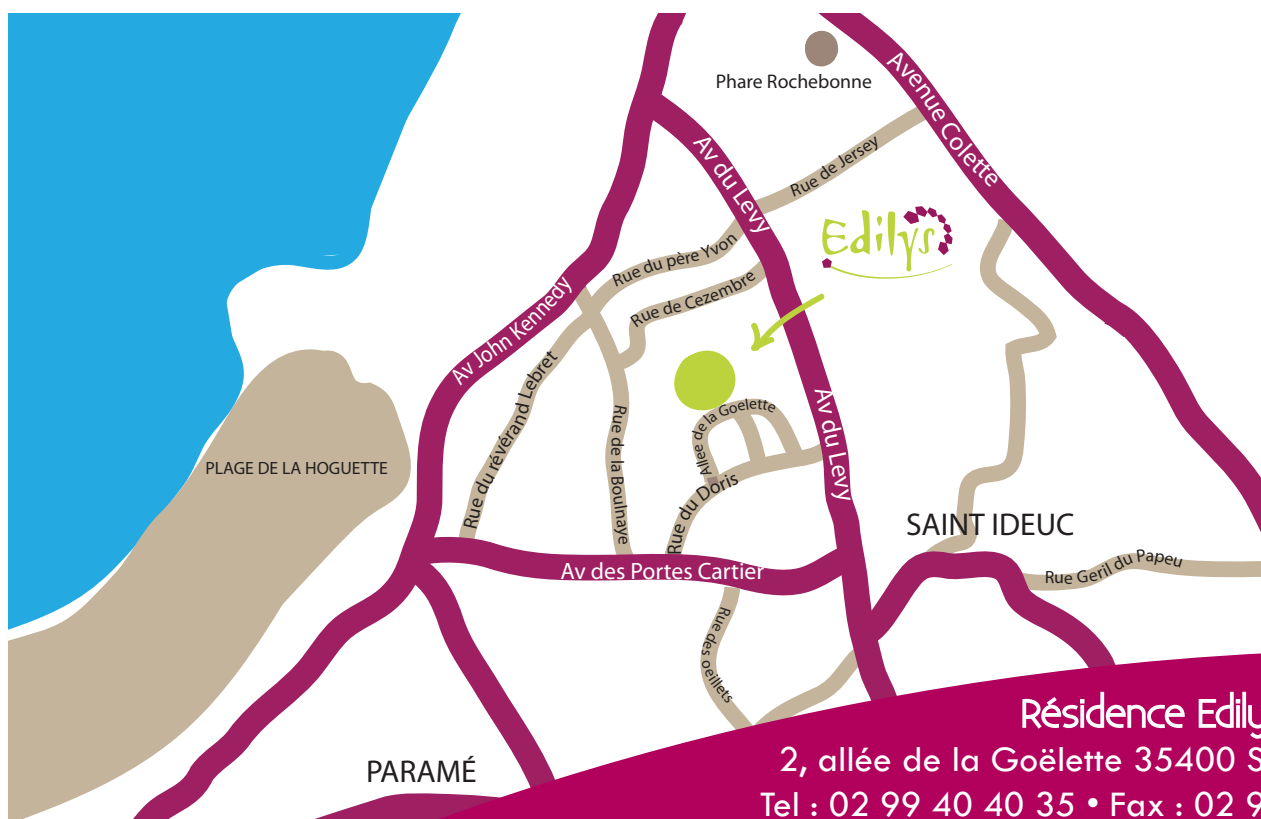 Phare Rochebonne
Avenue Colette
Av du Levy
Rue de Jersey
Edilys
Rue du père Yvon
Rue de Cezembre
Av John Kennedy
Rue du révérand Lebret
Rue de la Boulnaye
Allee de la Goelette
Av du Levy
PLAGE DE LA HOGUETTE
Rue du Doris
SAINT IDEUC
Av des Portes Cartier
Rue Geril du Papeu
Rue des oeillets
PARAMÉ
Résidence Edily
2, allée de la Goëlette 35400 S
Tel : 02 99 40 40 35 • Fax : 02 9